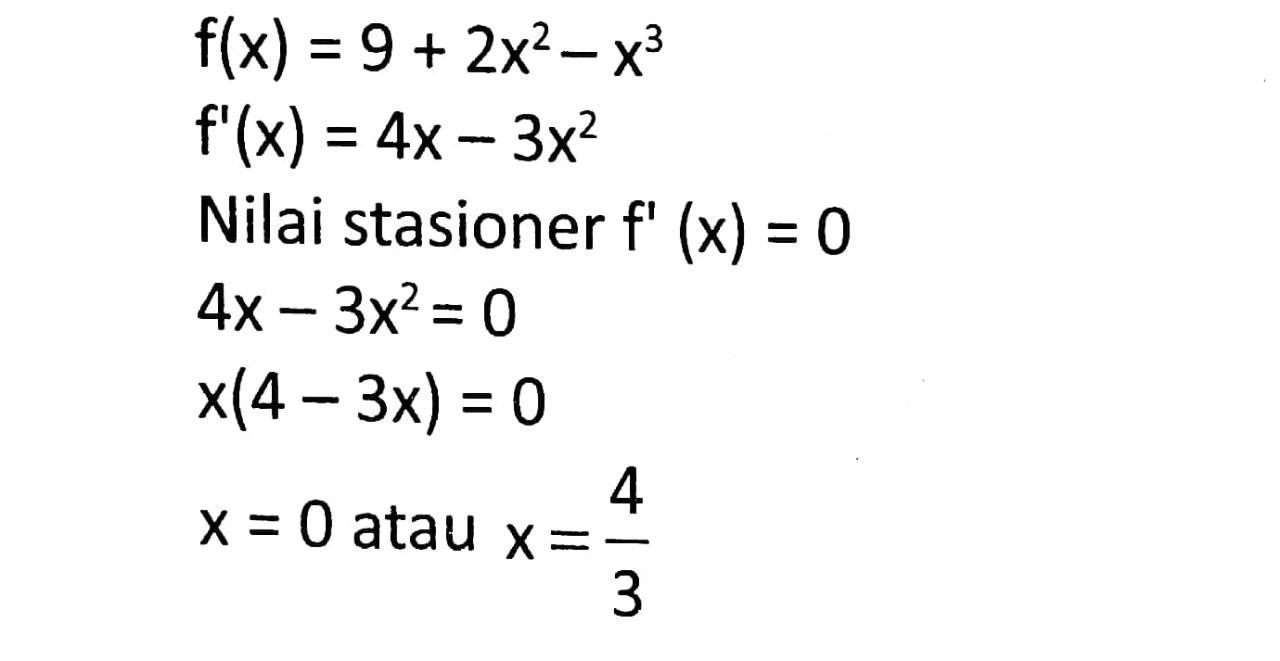 f(x) = 9 + 2x² – x³
f'(x) = 4x – 3x²
Nilai stasioner f' (x) = 0
4x – 3x² = 0
x(4 – 3x) = 0
x = 0 atau x = 4/3